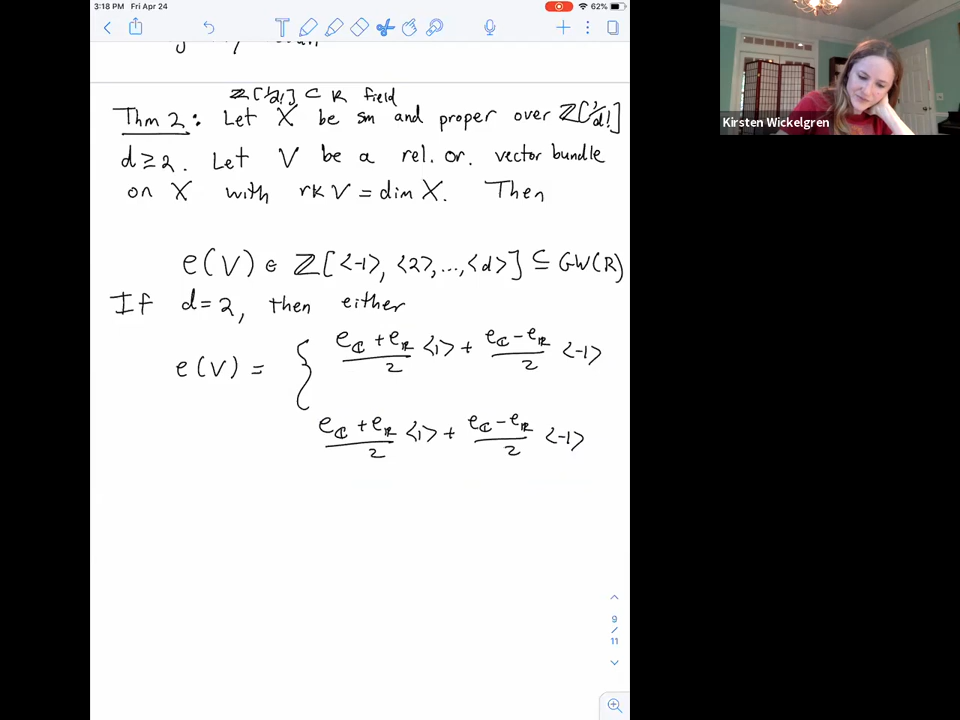 3:18 PM Fri Apr 24
62%
ℤ[1/2!] ⊂ R field
Thm 2: Let X be sm and proper over ℤ[1/d!]
d ≥ 2. Let V be a rel. or. vector bundle
on X with rk V = dim X. Then
e(V) ∈ ℤ[<-1>, <2>, ..., <d>] ⊆ GW(R)
If d = 2, then either
e(V) = { (e_ℂ + e_ℝ)/2 <1> + (e_ℂ - e_ℝ)/2 <-1>
(e_ℂ + e_ℝ)/2 <1> + (e_ℂ - e_ℝ)/2 <-1>
9 / 11
Kirsten Wickelgren